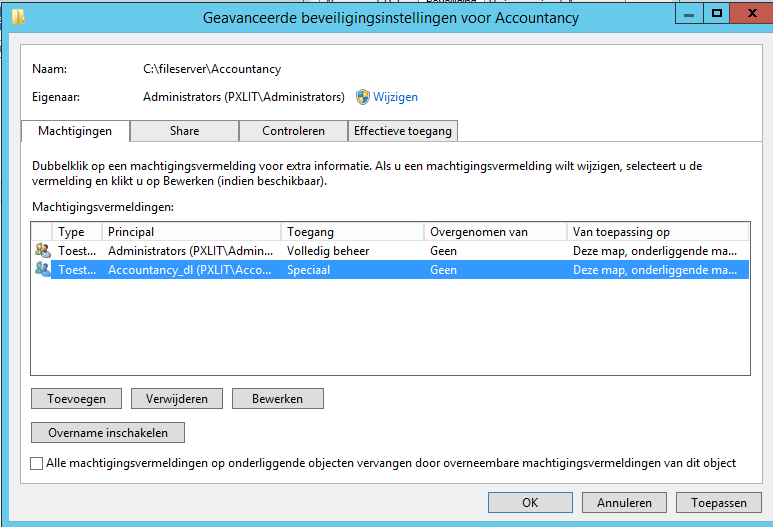 Geavanceerde beveiligingsinstellingen voor Accountancy
Naam: C:\fileserver\Accountancy
Eigenaar: Administrators (PXLIT\Administrators) Wijzigen
Machtigingen Share Controleren Effectieve toegang
Dubbelklik op een machtigingsvermelding voor extra informatie. Als u een machtigingsvermelding wilt wijzigen, selecteert u de
vermelding en klikt u op Bewerken (indien beschikbaar).
Machtigingsvermeldingen:
Type Principal Toegang Overgenomen van Van toepassing op
Toest... Administrators (PXLIT\Admin... Volledig beheer Geen Deze map, onderliggende ma...
Toest... Accountancy_dl (PXLIT\Acco... Speciaal Geen Deze map, onderliggende ma...
Toevoegen Verwijderen Bewerken
Overname inschakelen
Alle machtigingsvermeldingen op onderliggende objecten vervangen door overneembare machtigingsvermeldingen van dit object
OK Annuleren Toepassen